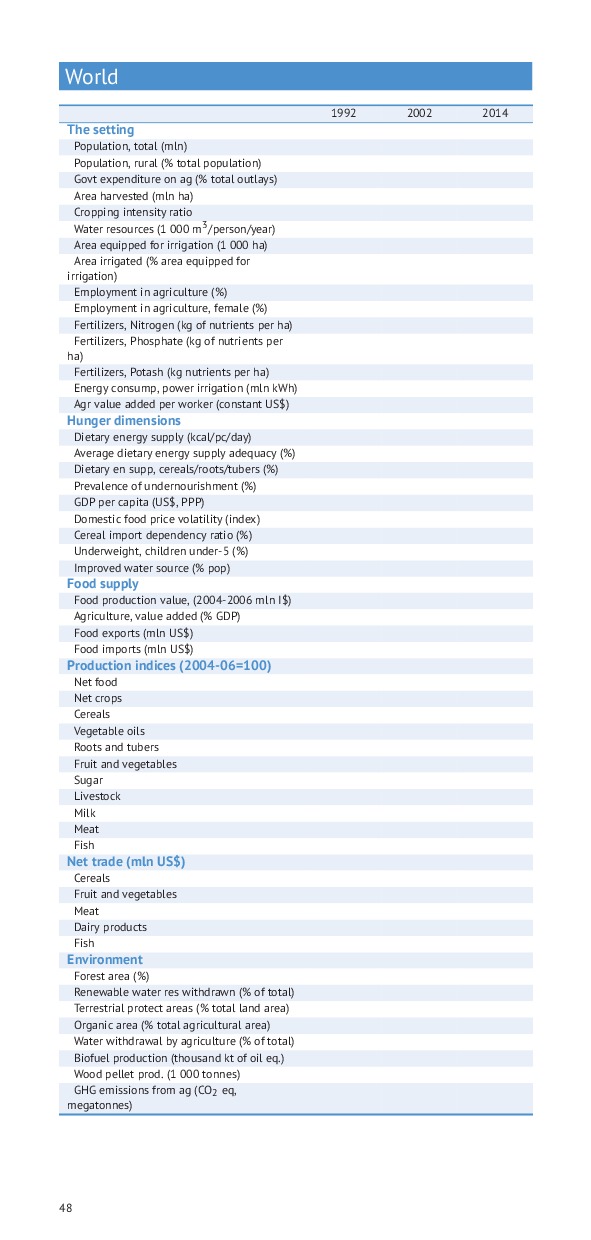 World
1992 2002 2014
The setting
Population, total (mln)
Population, rural (% total population)
Govt expenditure on ag (% total outlays)
Area harvested (mln ha)
Cropping intensity ratio
Water resources (1 000 m³/person/year)
Area equipped for irrigation (1 000 ha)
Area irrigated (% area equipped for
irrigation)
Employment in agriculture (%)
Employment in agriculture, female (%)
Fertilizers, Nitrogen (kg of nutrients per ha)
Fertilizers, Phosphate (kg of nutrients per
ha)
Fertilizers, Potash (kg nutrients per ha)
Energy consump, power irrigation (mln kWh)
Agr value added per worker (constant US$)
Hunger dimensions
Dietary energy supply (kcal/pc/day)
Average dietary energy supply adequacy (%)
Dietary en supp, cereals/roots/tubers (%)
Prevalence of undernourishment (%)
GDP per capita (US$, PPP)
Domestic food price volatility (index)
Cereal import dependency ratio (%)
Underweight, children under-5 (%)
Improved water source (% pop)
Food supply
Food production value, (2004-2006 mln I$)
Agriculture, value added (% GDP)
Food exports (mln US$)
Food imports (mln US$)
Production indices (2004-06=100)
Net food
Net crops
Cereals
Vegetable oils
Roots and tubers
Fruit and vegetables
Sugar
Livestock
Milk
Meat
Fish
Net trade (mln US$)
Cereals
Fruit and vegetables
Meat
Dairy products
Fish
Environment
Forest area (%)
Renewable water res withdrawn (% of total)
Terrestrial protect areas (% total land area)
Organic area (% total agricultural area)
Water withdrawal by agriculture (% of total)
Biofuel production (thousand kt of oil eq.)
Wood pellet prod. (1 000 tonnes)
GHG emissions from ag (CO₂ eq,
megatonnes)
48